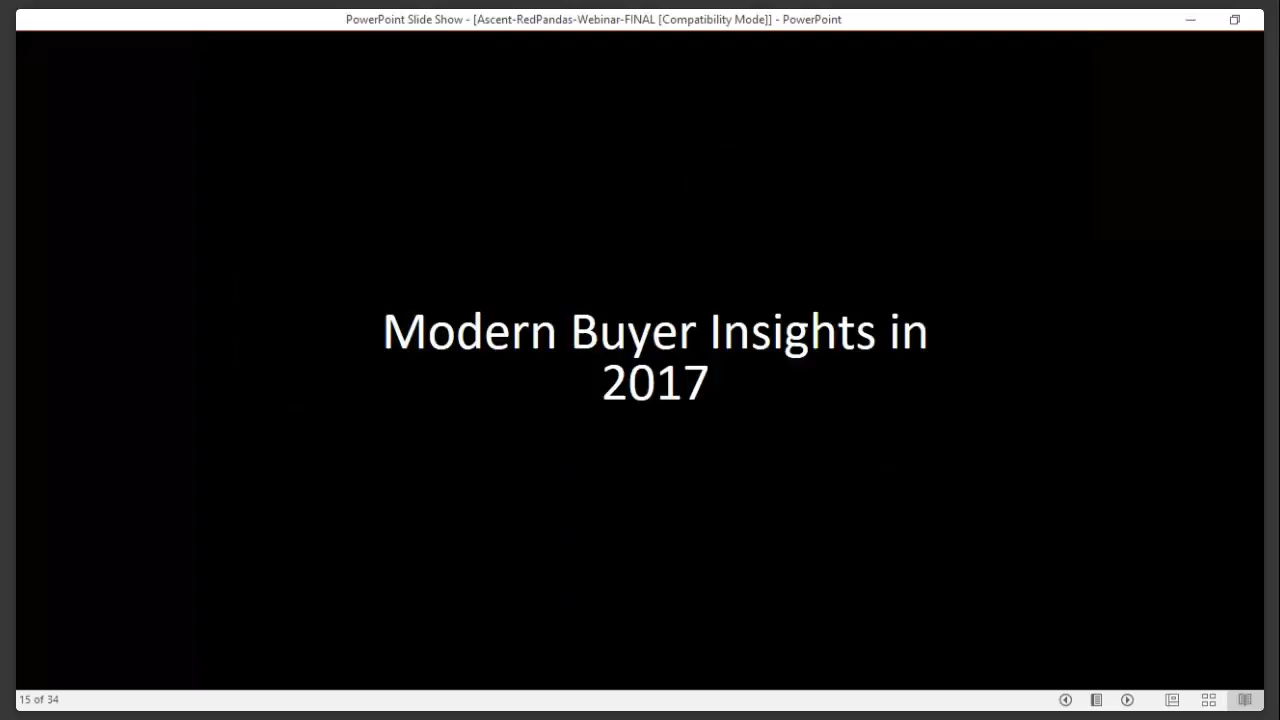 PowerPoint Slide Show - [Ascent-RedPandas-Webinar-FINAL [Compatibility Mode]] - PowerPoint
Modern Buyer Insights in
2017
15 of 34